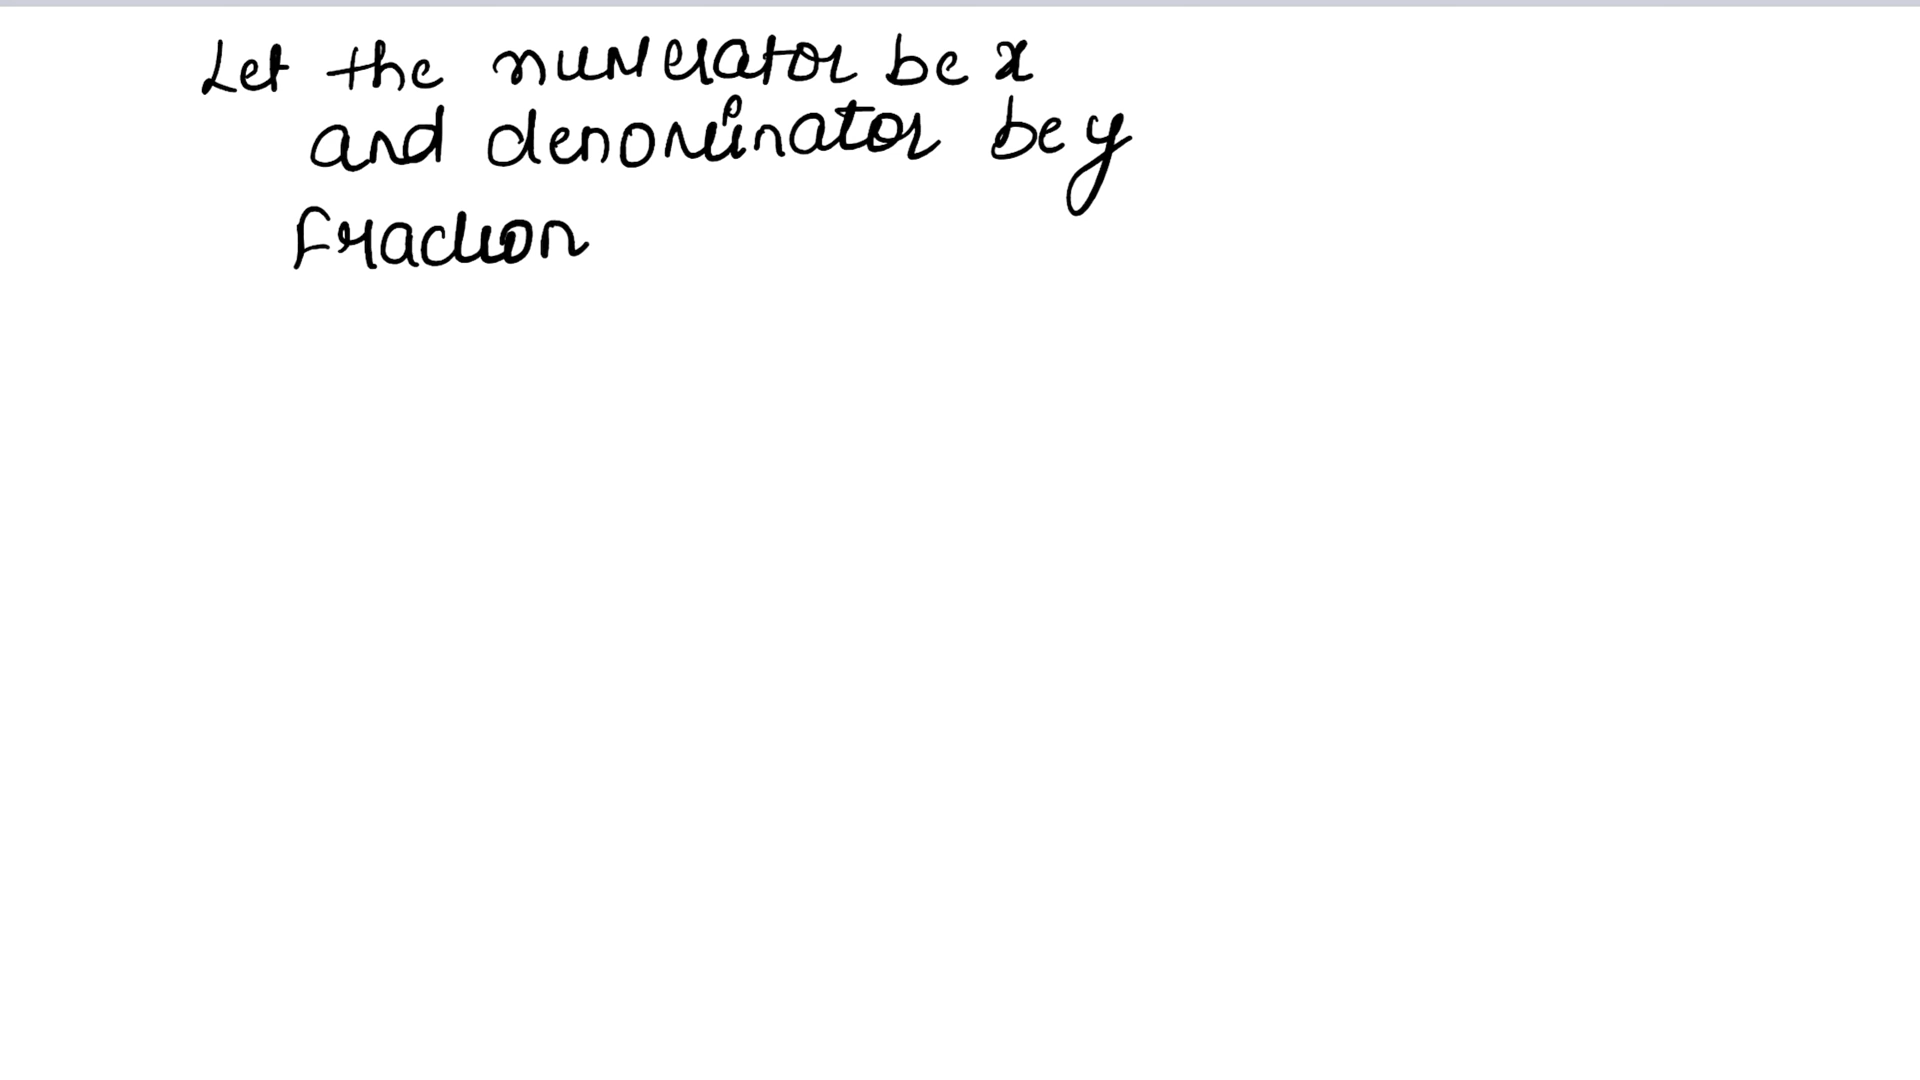 Let the numerator be x
and denominator be y
Fraction